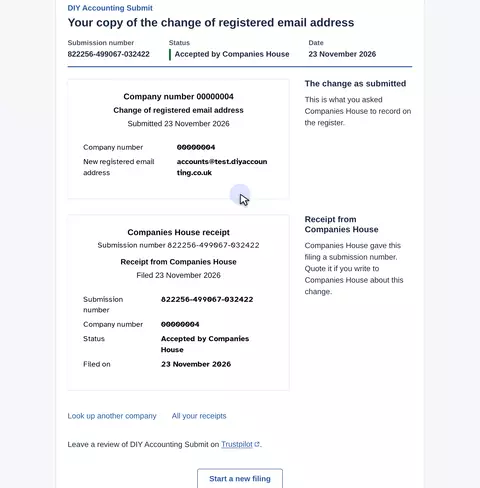 DIY Accounting Submit
Your copy of the change of registered email address
Submission number
822256-499067-032422
Status
Accepted by Companies House
Date
23 November 2026
Company number 00000004
Change of registered email address
Submitted 23 November 2026
Company number
00000004
New registered email
address
accounts@test.diyaccoun
ting.co.uk
The change as submitted
This is what you asked
Companies House to record on
the register.
Companies House receipt
Submission number 822256-499067-032422
Receipt from Companies House
Filed 23 November 2026
Submission
number
822256-499067-032422
Company number
00000004
Status
Accepted by Companies
House
Filed on
23 November 2026
Receipt from
Companies House
Companies House gave this
filing a submission number.
Quote it if you write to
Companies House about this
change.
Look up another company
All your receipts
Leave a review of DIY Accounting Submit on Trustpilot.
Start a new filing